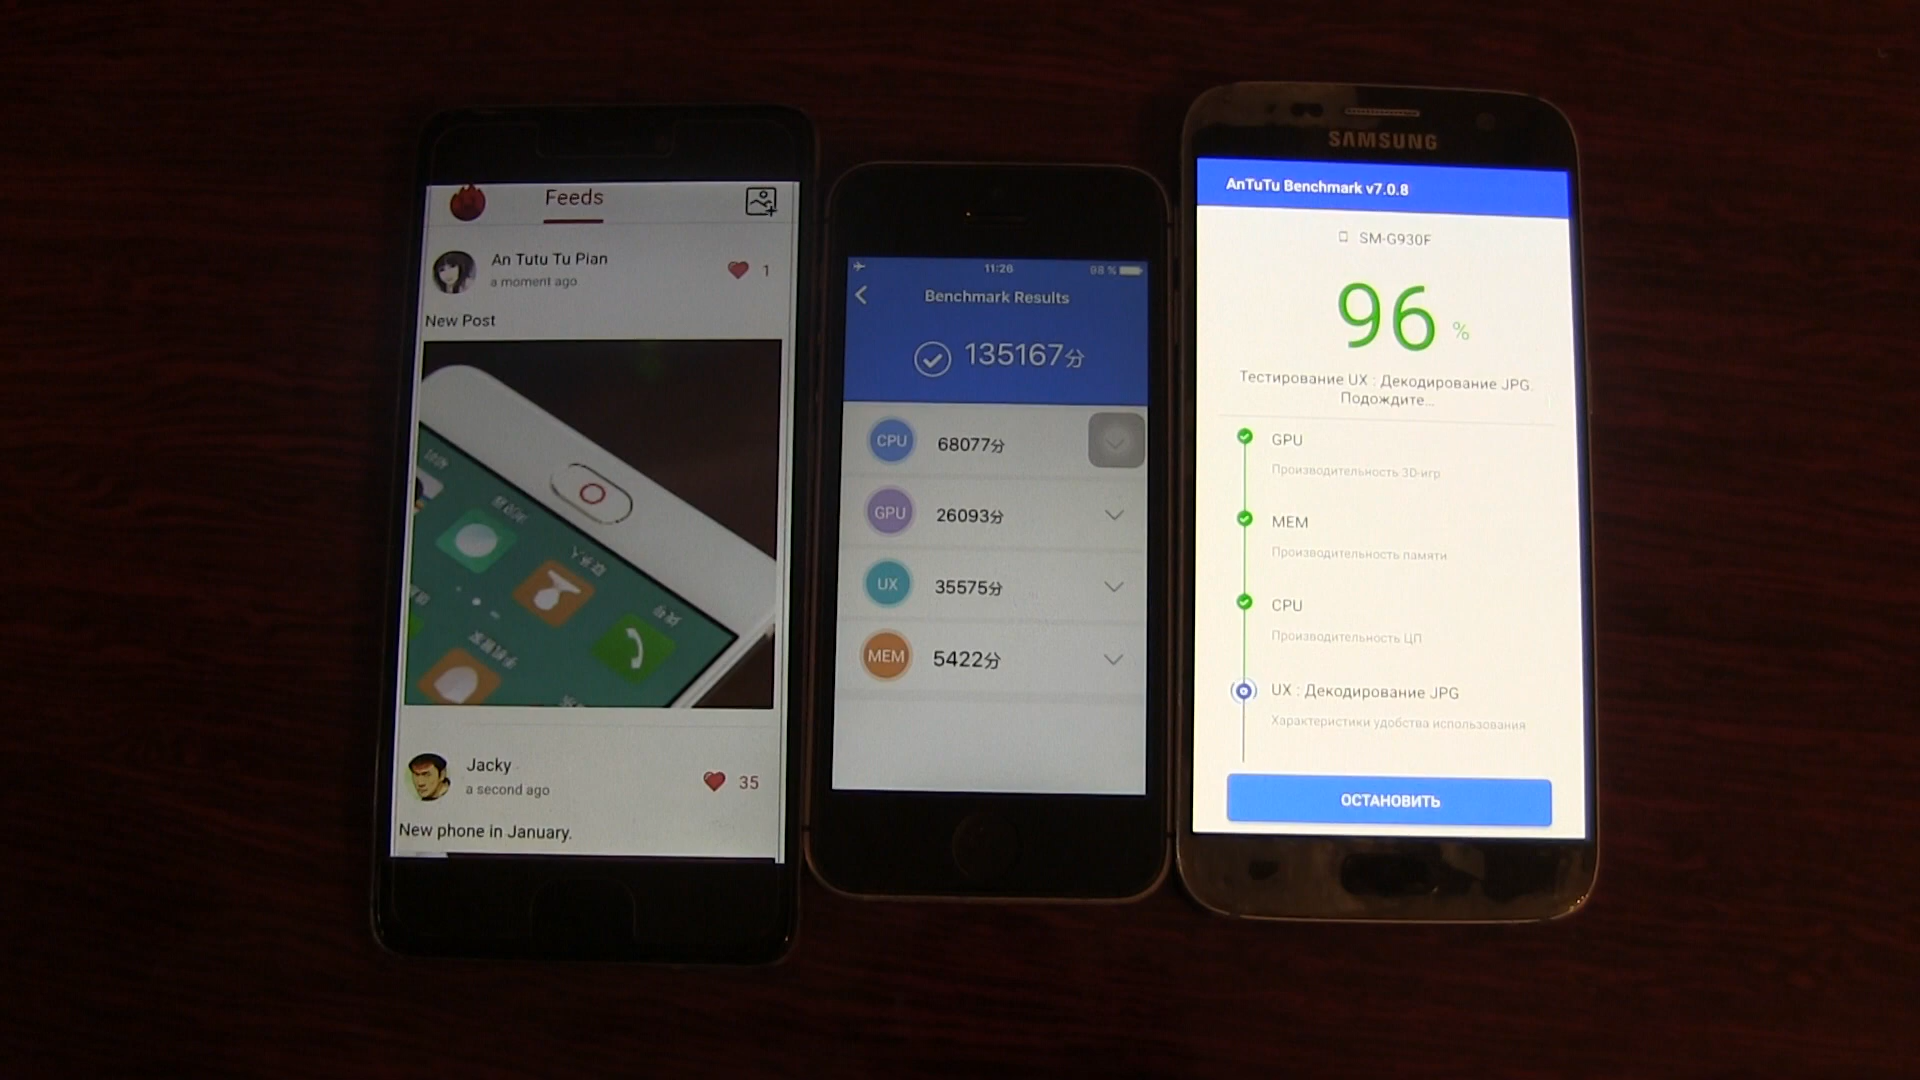 Feeds
An Tutu Tu Pian
a moment ago
1
New Post
Jacky
a second ago
35
New phone in January.
11:26
98 %
Benchmark Results
135167分
CPU
68077分
GPU
26093分
UX
35575分
MEM
5422分
SAMSUNG
AnTuTu Benchmark v7.0.8
SM-G930F
96 %
Тестирование UX : Декодирование JPG.
Подождите...
GPU
Производительность 3D-игр
MEM
Производительность памяти
CPU
Производительность ЦП
UX : Декодирование JPG
Характеристики удобства использования
ОСТАНОВИТЬ